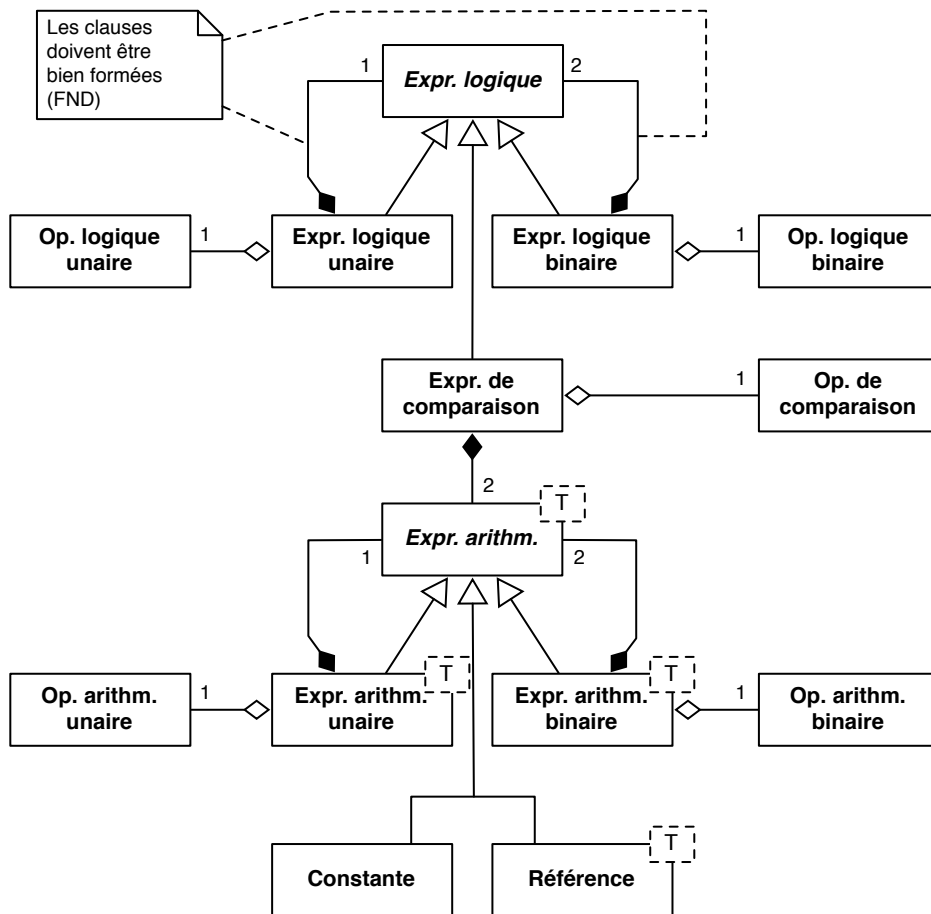 Les clauses
doivent être
bien formées
(FND)
1
Expr. logique
2
Op. logique
unaire
1
Expr. logique
unaire
Expr. logique
binaire
1
Op. logique
binaire
Expr. de
comparaison
1
Op. de
comparaison
2
T
1
Expr. arithm.
2
Op. arithm.
unaire
1
Expr. arithm.
unaire
T
Expr. arithm.
binaire
T
1
Op. arithm.
binaire
Constante
Référence
T